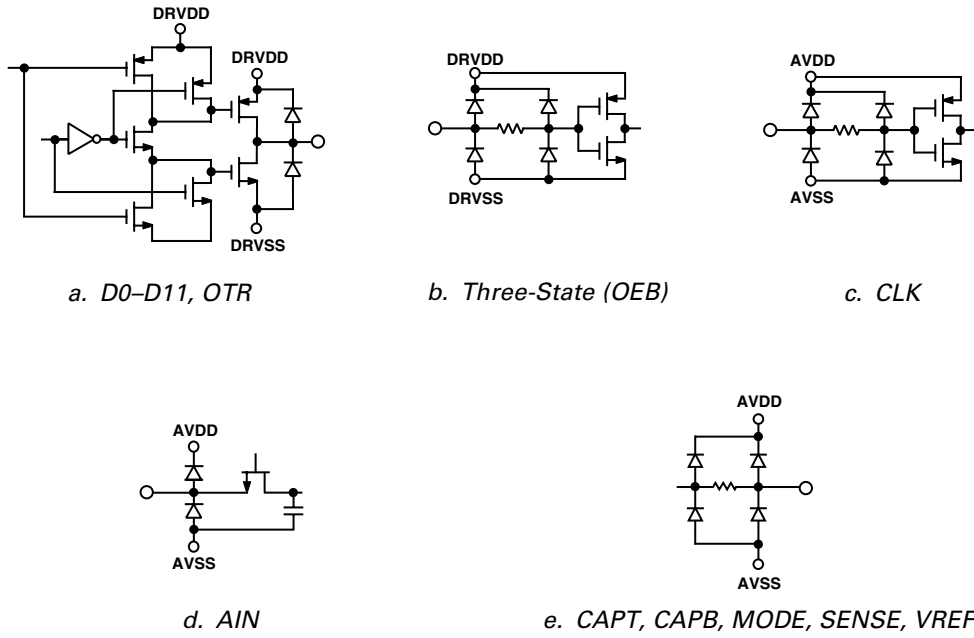 DRVDD
DRVDD
DRVSS
a. D0–D11, OTR
DRVDD
DRVSS
b. Three-State (OEB)
AVDD
AVSS
c. CLK
AVDD
AVSS
d. AIN
AVDD
AVSS
e. CAPT, CAPB, MODE, SENSE, VREF